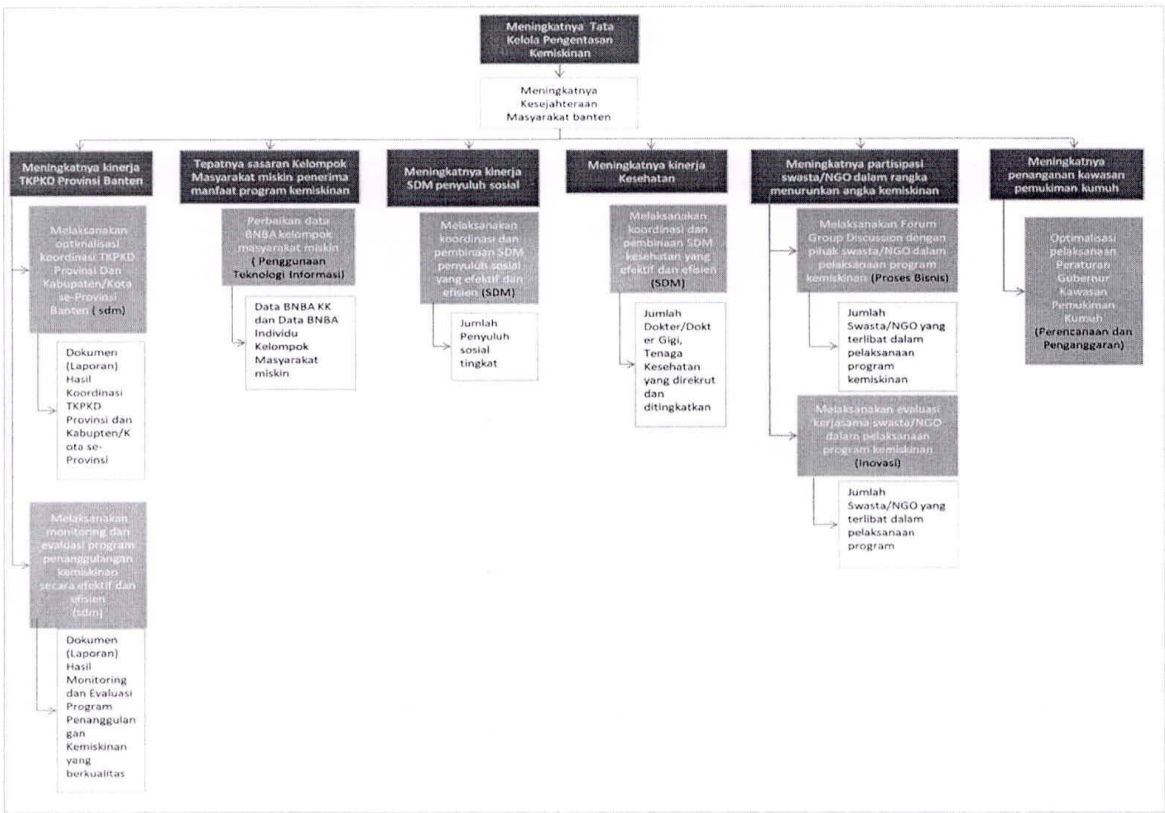 Meningkatnya Tata
Kelola Pengentasan
Kemiskinan
Meningkatnya
Kesejahteraan
Masyarakat banten
Meningkatnya kinerja
TKPKD Provinsi Banten
Melaksanakan
optimalisasi
koordinasi TKPKD
Provinsi Dan
Kabupaten/Kota
se-Provinsi
Banten ( sdm)
Dokumen
(Laporan)
Hasil
Koordinasi
TKPKD
Provinsi dan
Kabupten/K
ota se-
Provinsi
Melaksanakan
monitoring dan
evaluasi program
penanggulangan
kemiskinan
secara efektif dan
efisien
(sdm)
Dokumen
(Laporan)
Hasil
Monitoring
dan Evaluasi
Program
Penanggulan
gan
Kemiskinan
yang
berkualitas
Tepatnya sasaran Kelompok
Masyarakat miskin penerima
manfaat program kemiskinan
Perbaikan data
BNBA kelompok
masyarakat miskin
( Penggunaan
Teknologi Informasi)
Data BNBA KK
dan Data BNBA
Individu
Kelompok
Masyarakat
miskin
Meningkatnya kinerja
SDM penyuluh sosial
Melaksanakan
koordinasi dan
pembinaan SDM
penyuluh sosial
yang efektif dan
efisien (SDM)
Jumlah
Penyuluh
sosial
tingkat
Meningkatnya kinerja
Kesehatan
Melaksanakan
koordinasi dan
pembinaan SDM
kesehatan yang
efektif dan efisien
(SDM)
Jumlah
Dokter/Dokt
er Gigi,
Tenaga
Kesehatan
yang direkrut
dan
ditingkatkan
Meningkatnya partisipasi
swasta/NGO dalam rangka
menurunkan angka kemiskinan
Melaksanakan Forum
Group Discussion dengan
pihak swasta/NGO dalam
pelaksanaan program
kemiskinan (Proses Bisnis)
Jumlah
Swasta/NGO yang
terlibat dalam
pelaksanaan
program
kemiskinan
Melaksanakan evaluasi
kerjasama swasta/NGO
dalam pelaksanaan
program kemiskinan
(Inovasi)
Jumlah
Swasta/NGO yang
terlibat dalam
pelaksanaan
program
Meningkatnya
penanganan kawasan
pemukiman kumuh
Optimalisasi
pelaksanaan
Peraturan
Gubernur
Kawasan
Pemukiman
Kumuh
(Perencanaan dan
Penganggaran)